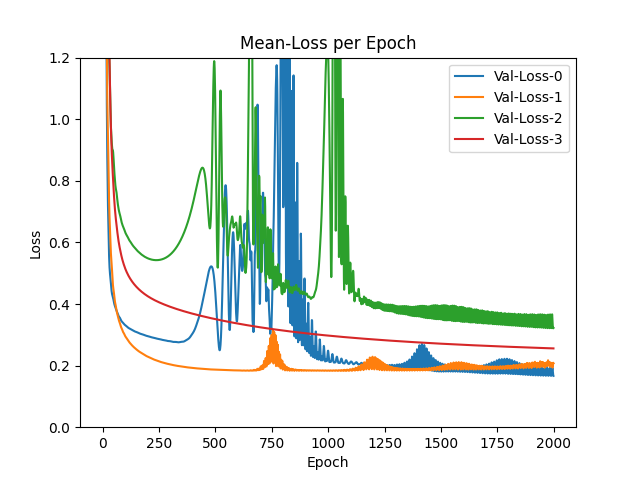 Mean-Loss per Epoch
Val-Loss-0
Val-Loss-1
Val-Loss-2
Val-Loss-3
Loss
1.2
1.0
0.8
0.6
0.4
0.2
0.0
0 250 500 750 1000 1250 1500 1750 2000
Epoch